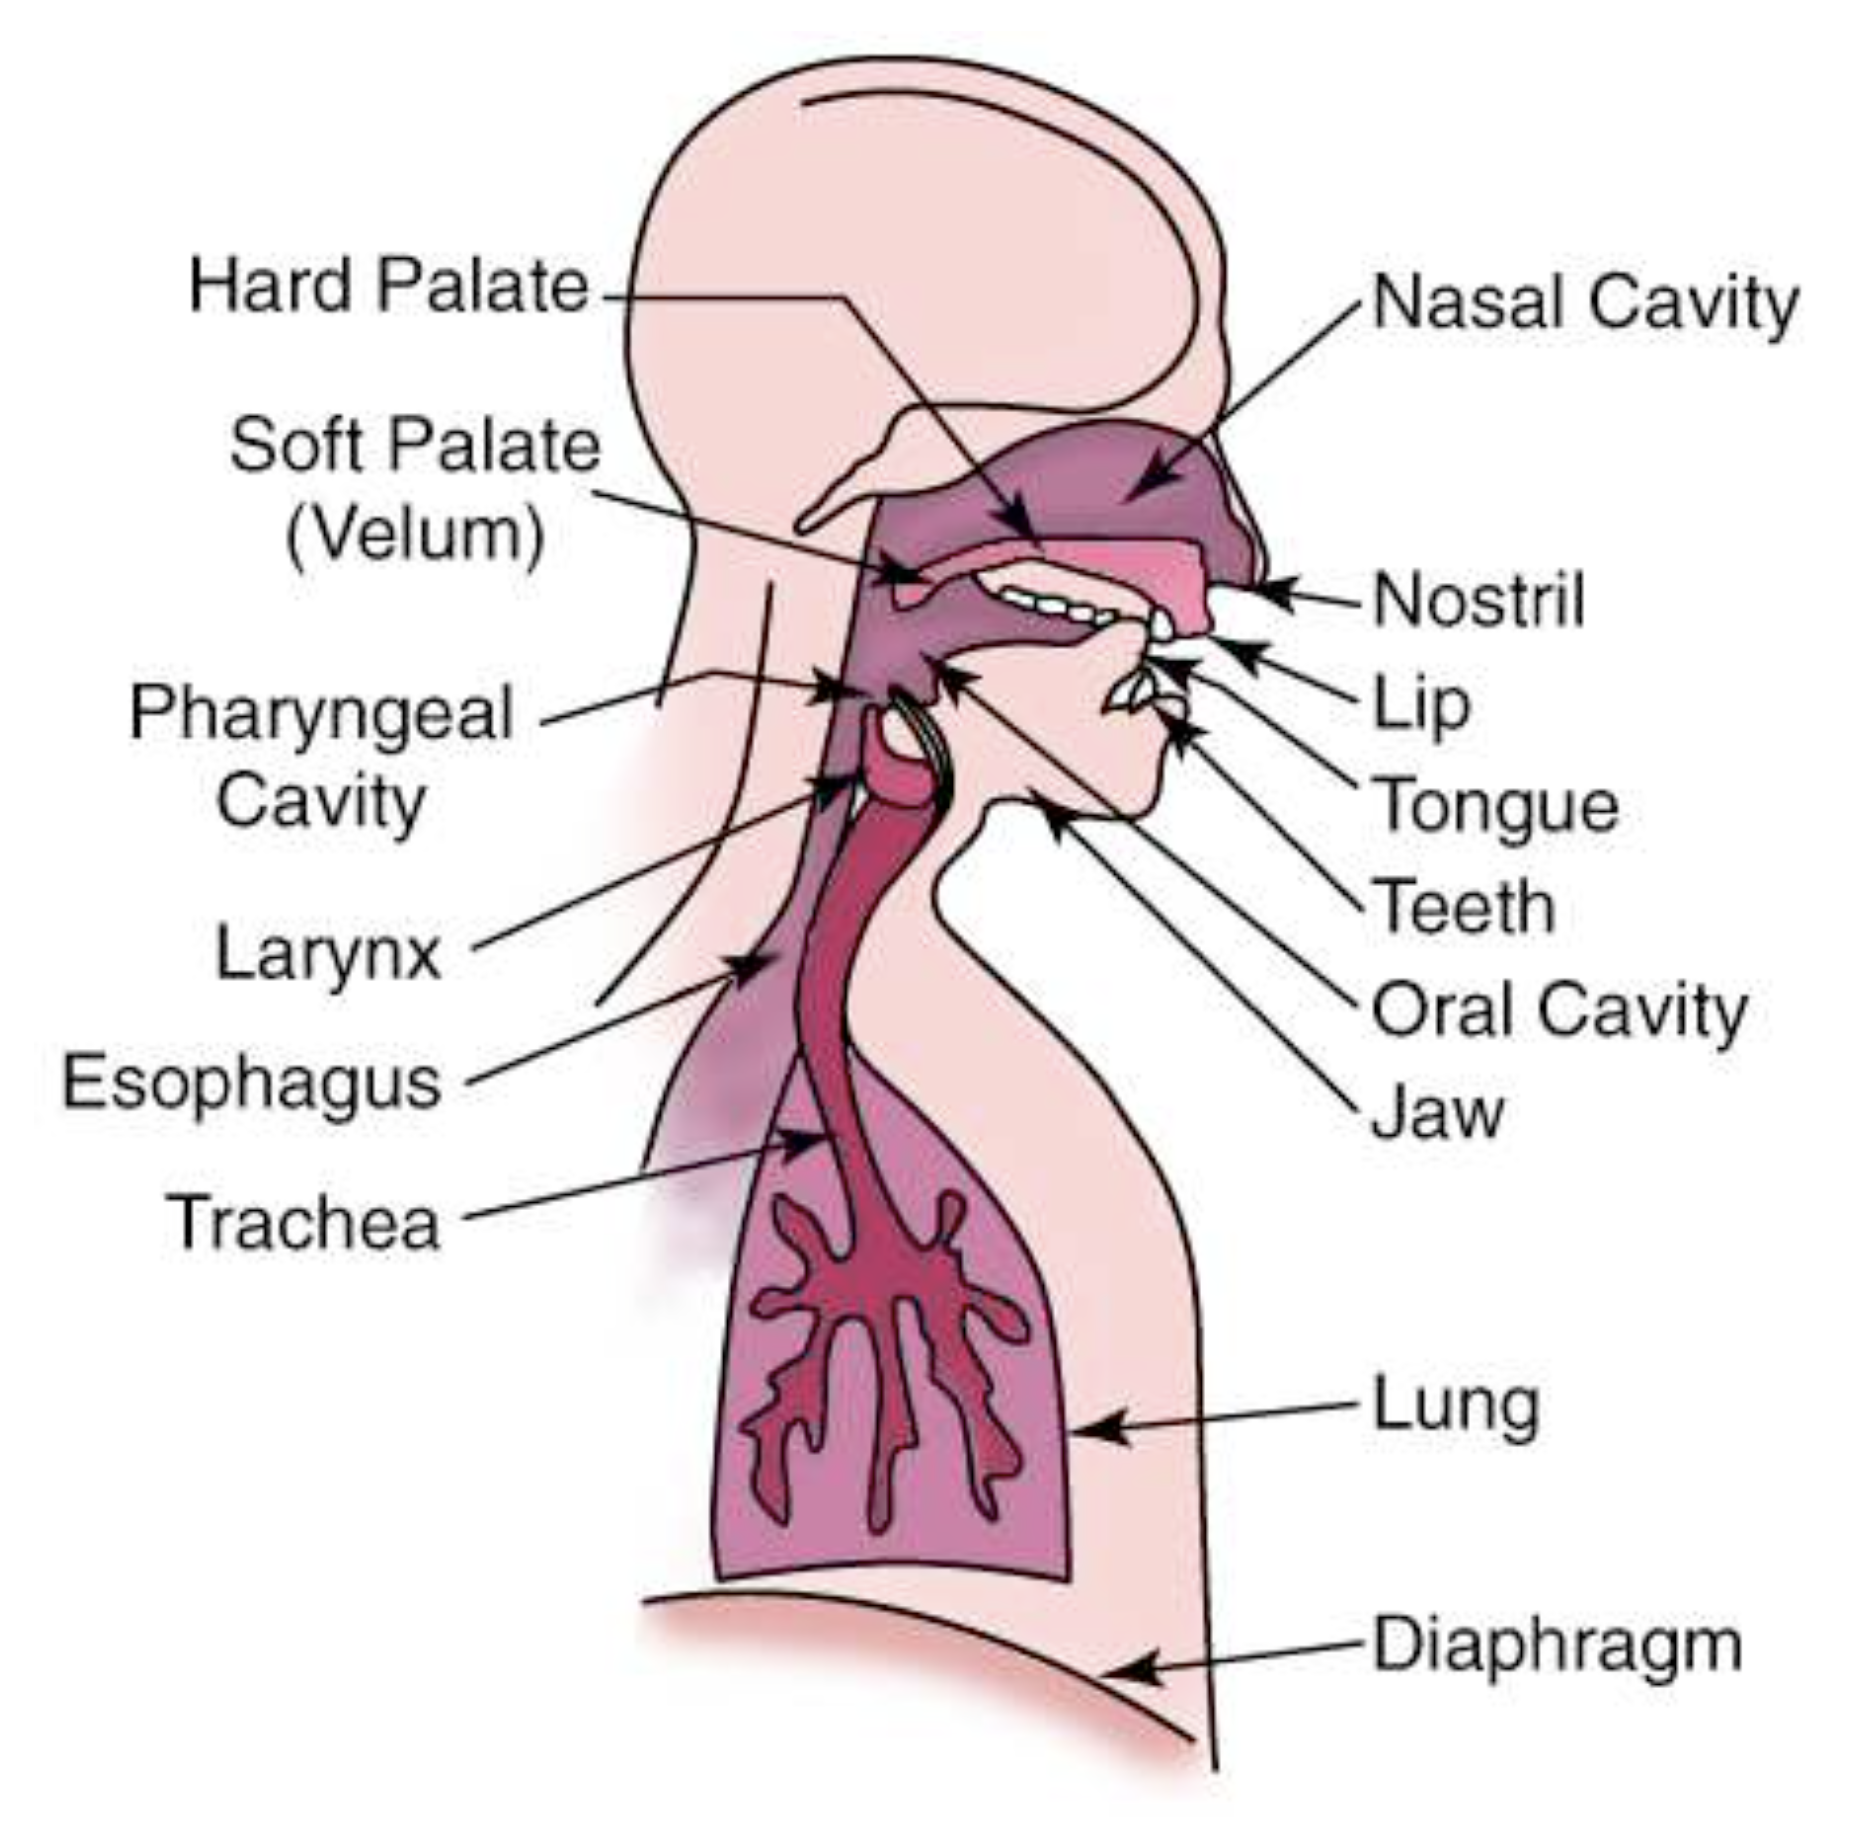 Hard Palate
Soft Palate
(Velum)
Pharyngeal
Cavity
Larynx
Esophagus
Trachea
Nasal Cavity
Nostril
Lip
Tongue
Teeth
Oral Cavity
Jaw
Lung
Diaphragm